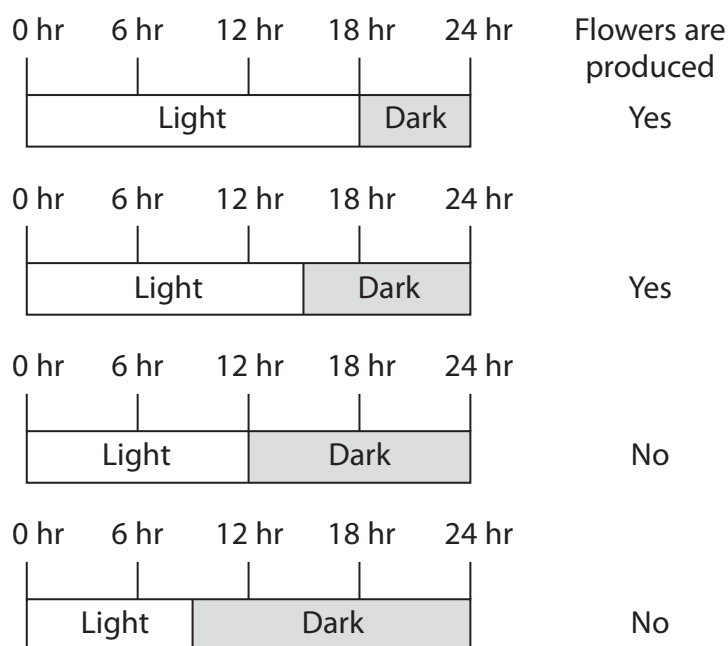 0 hr 6 hr 12 hr 18 hr 24 hr Flowers are
produced
Light Dark Yes
0 hr 6 hr 12 hr 18 hr 24 hr
Light Dark Yes
0 hr 6 hr 12 hr 18 hr 24 hr
Light Dark No
0 hr 6 hr 12 hr 18 hr 24 hr
Light Dark No